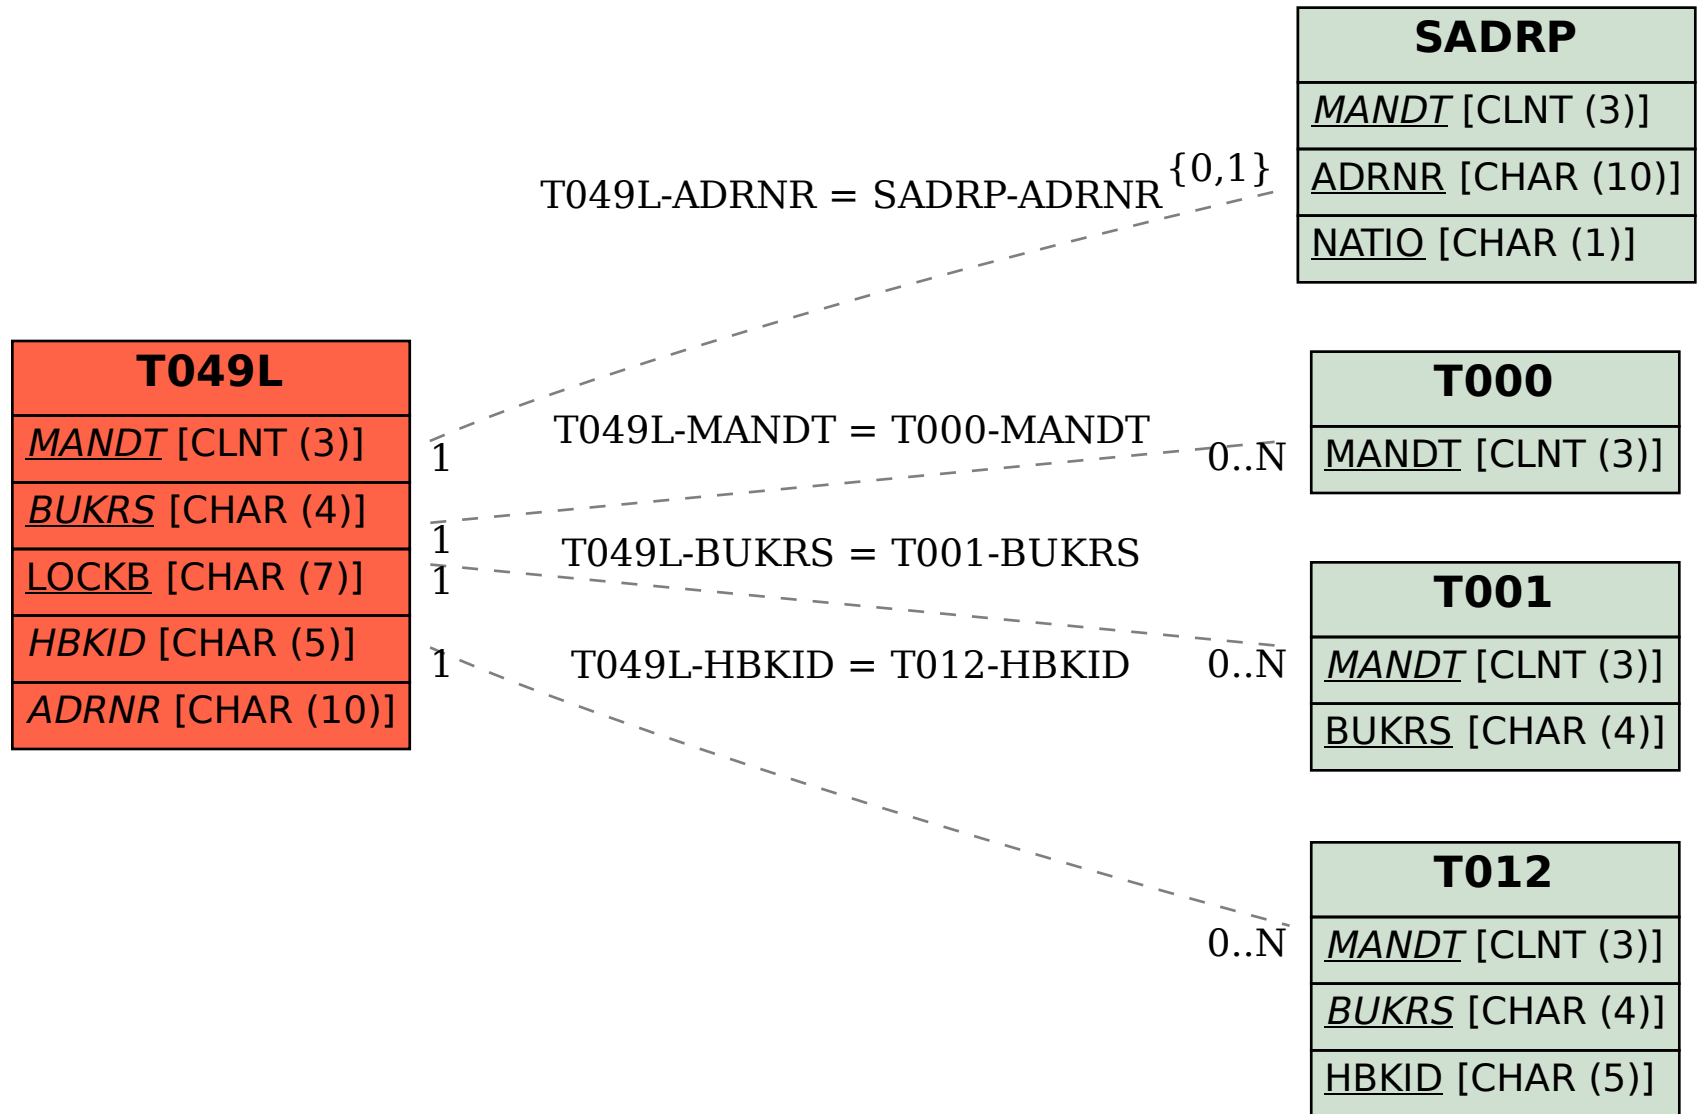 SADRP
MANDT [CLNT (3)]
ADRNR [CHAR (10)]
NATIO [CHAR (1)]
{0,1}
T049L-ADRNR = SADRP-ADRNR
T049L
MANDT [CLNT (3)]
BUKRS [CHAR (4)]
LOCKB [CHAR (7)]
HBKID [CHAR (5)]
ADRNR [CHAR (10)]
1
T049L-MANDT = T000-MANDT
0..N
1
T000
MANDT [CLNT (3)]
T049L-BUKRS = T001-BUKRS
1
0..N
T001
MANDT [CLNT (3)]
BUKRS [CHAR (4)]
1
T049L-HBKID = T012-HBKID
0..N
T012
MANDT [CLNT (3)]
BUKRS [CHAR (4)]
HBKID [CHAR (5)]